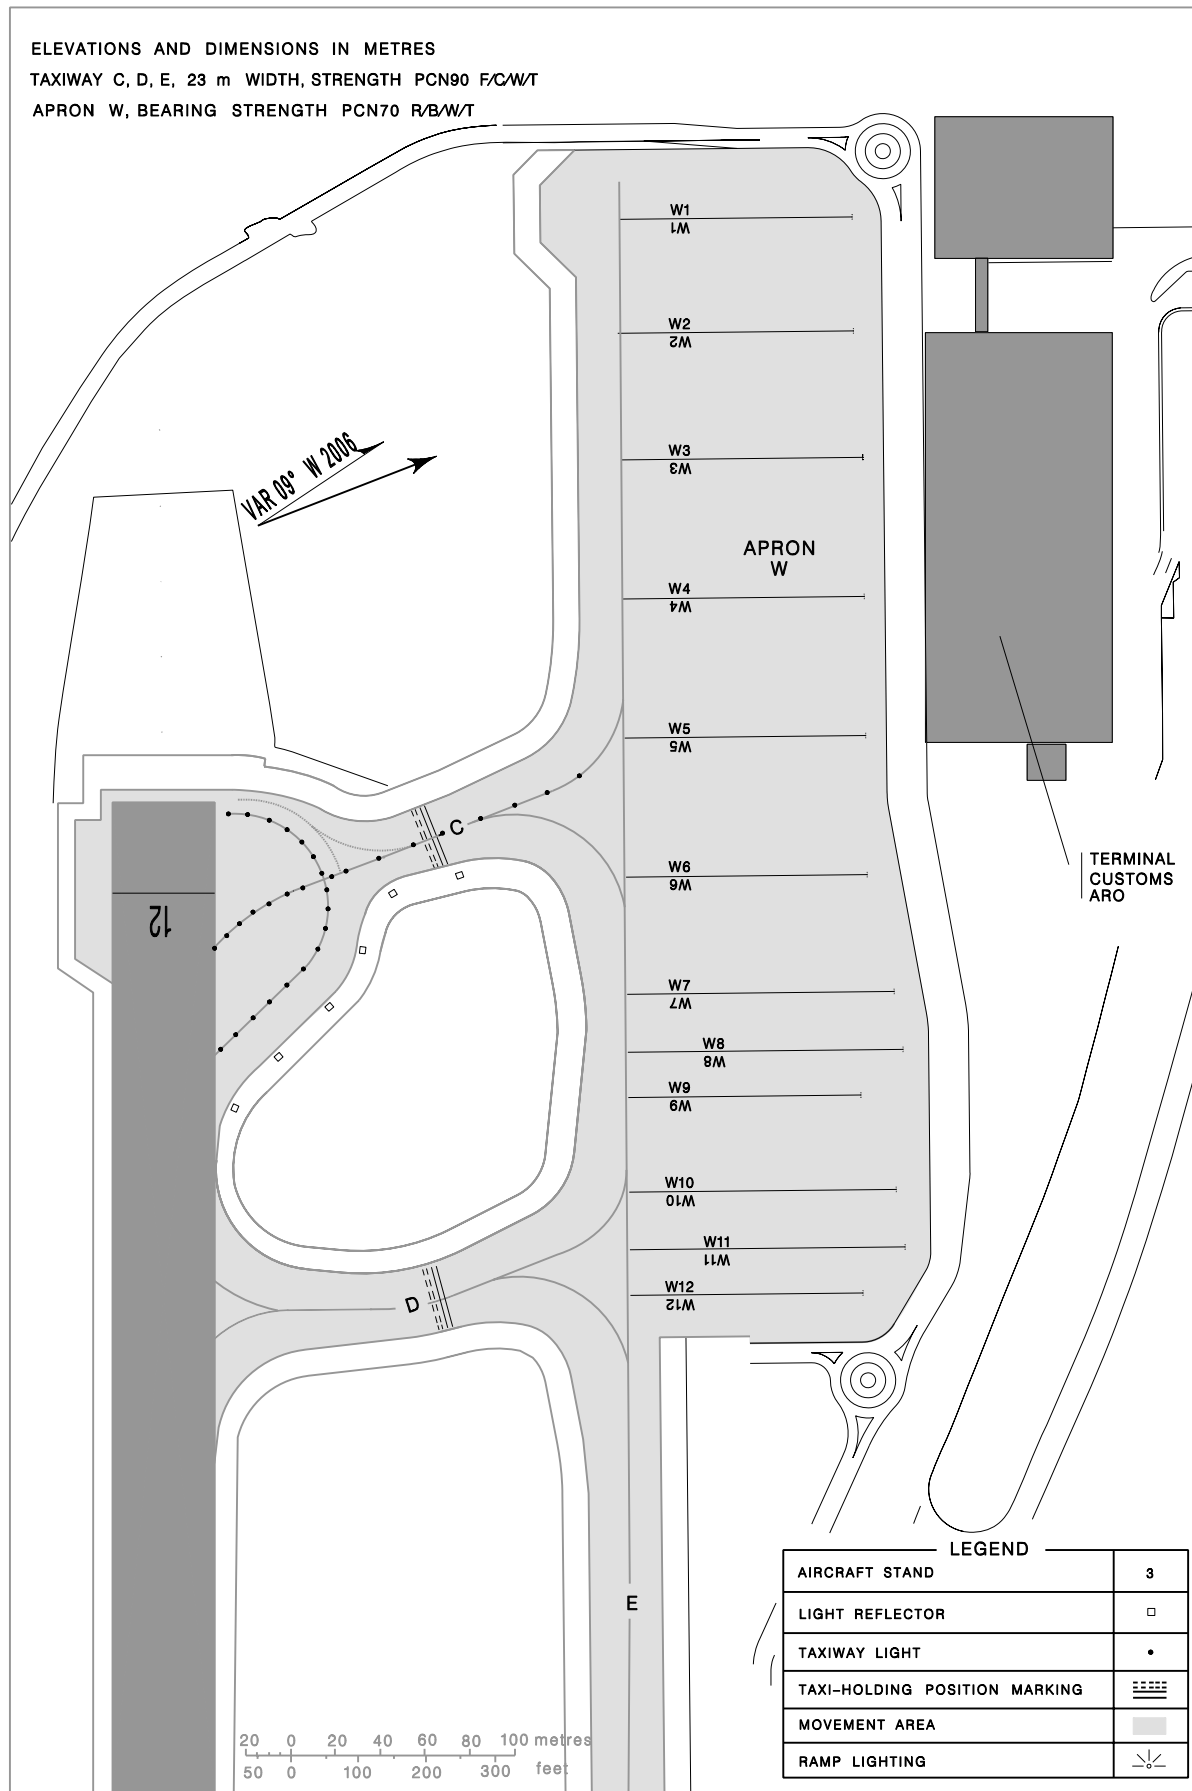 ELEVATIONS AND DIMENSIONS IN METRES
TAXIWAY C, D, E, 23 m WIDTH, STRENGTH PCN90 F/C/W/T
APRON W, BEARING STRENGTH PCN70 R/B/W/T
W1
W1
W2
W2
W3
W3
VAR 09° W 2006
APRON
W
W4
W4
W5
W5
C
W6
W6
TERMINAL
CUSTOMS
ARO
12
W7
W7
W8
W8
W9
W9
W10
W10
W11
W11
W12
W12
D
E
LEGEND
AIRCRAFT STAND 3
LIGHT REFLECTOR
TAXIWAY LIGHT
TAXI-HOLDING POSITION MARKING
MOVEMENT AREA
RAMP LIGHTING
20 0 20 40 60 80 100 metres
50 0 100 200 300 feet